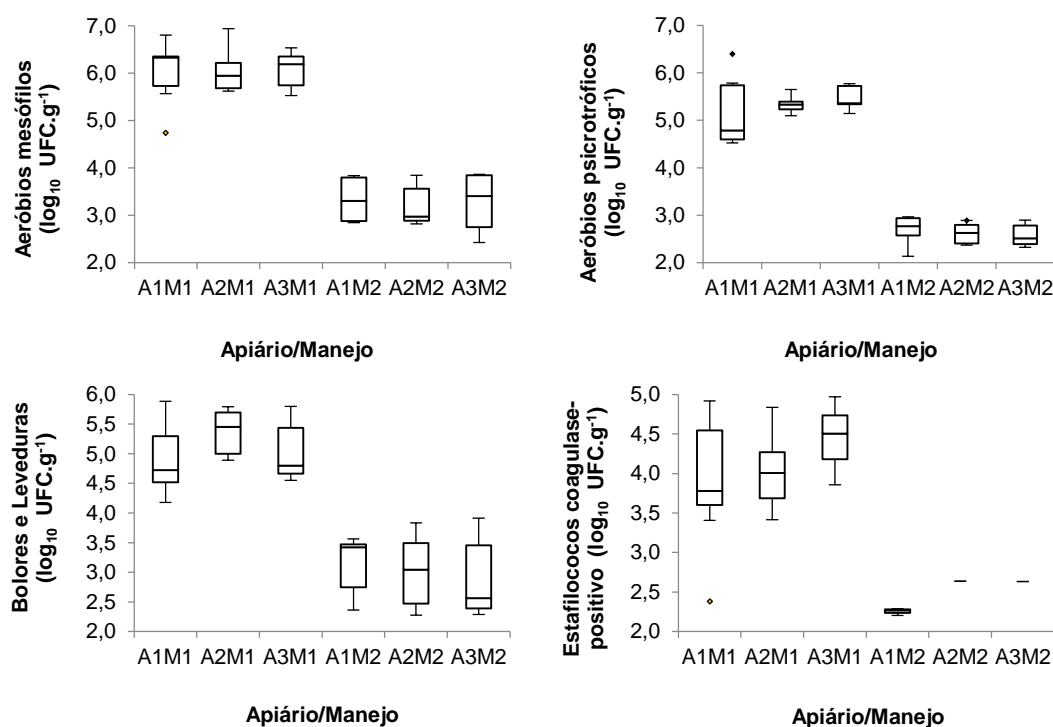 Aeróbios mesófilos
(log₁₀ UFC.g⁻¹)
7,0
6,0
5,0
4,0
3,0
2,0
A1M1 A2M1 A3M1 A1M2 A2M2 A3M2
Apiário/Manejo
Aeróbios psicrotróficos
(log₁₀ UFC.g⁻¹)
7,0
6,0
5,0
4,0
3,0
2,0
A1M1 A2M1 A3M1 A1M2 A2M2 A3M2
Apiário/Manejo
Bolores e Leveduras
(log₁₀ UFC.g⁻¹)
6,0
5,5
5,0
4,5
4,0
3,5
3,0
2,5
2,0
A1M1 A2M1 A3M1 A1M2 A2M2 A3M2
Apiário/Manejo
Estafilococos coagulase-
positivo (log₁₀ UFC.g⁻¹)
5,0
4,5
4,0
3,5
3,0
2,5
2,0
A1M1 A2M1 A3M1 A1M2 A2M2 A3M2
Apiário/Manejo